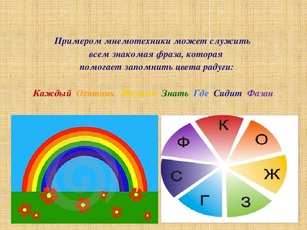 Примером мнемотехники может служить
всем знакомая фраза, которая
помогает запомнить цвета радуги:
Каждый Охотник Желает Знать Где Сидит Фазан
К
О
Ж
З
Г
С
Ф